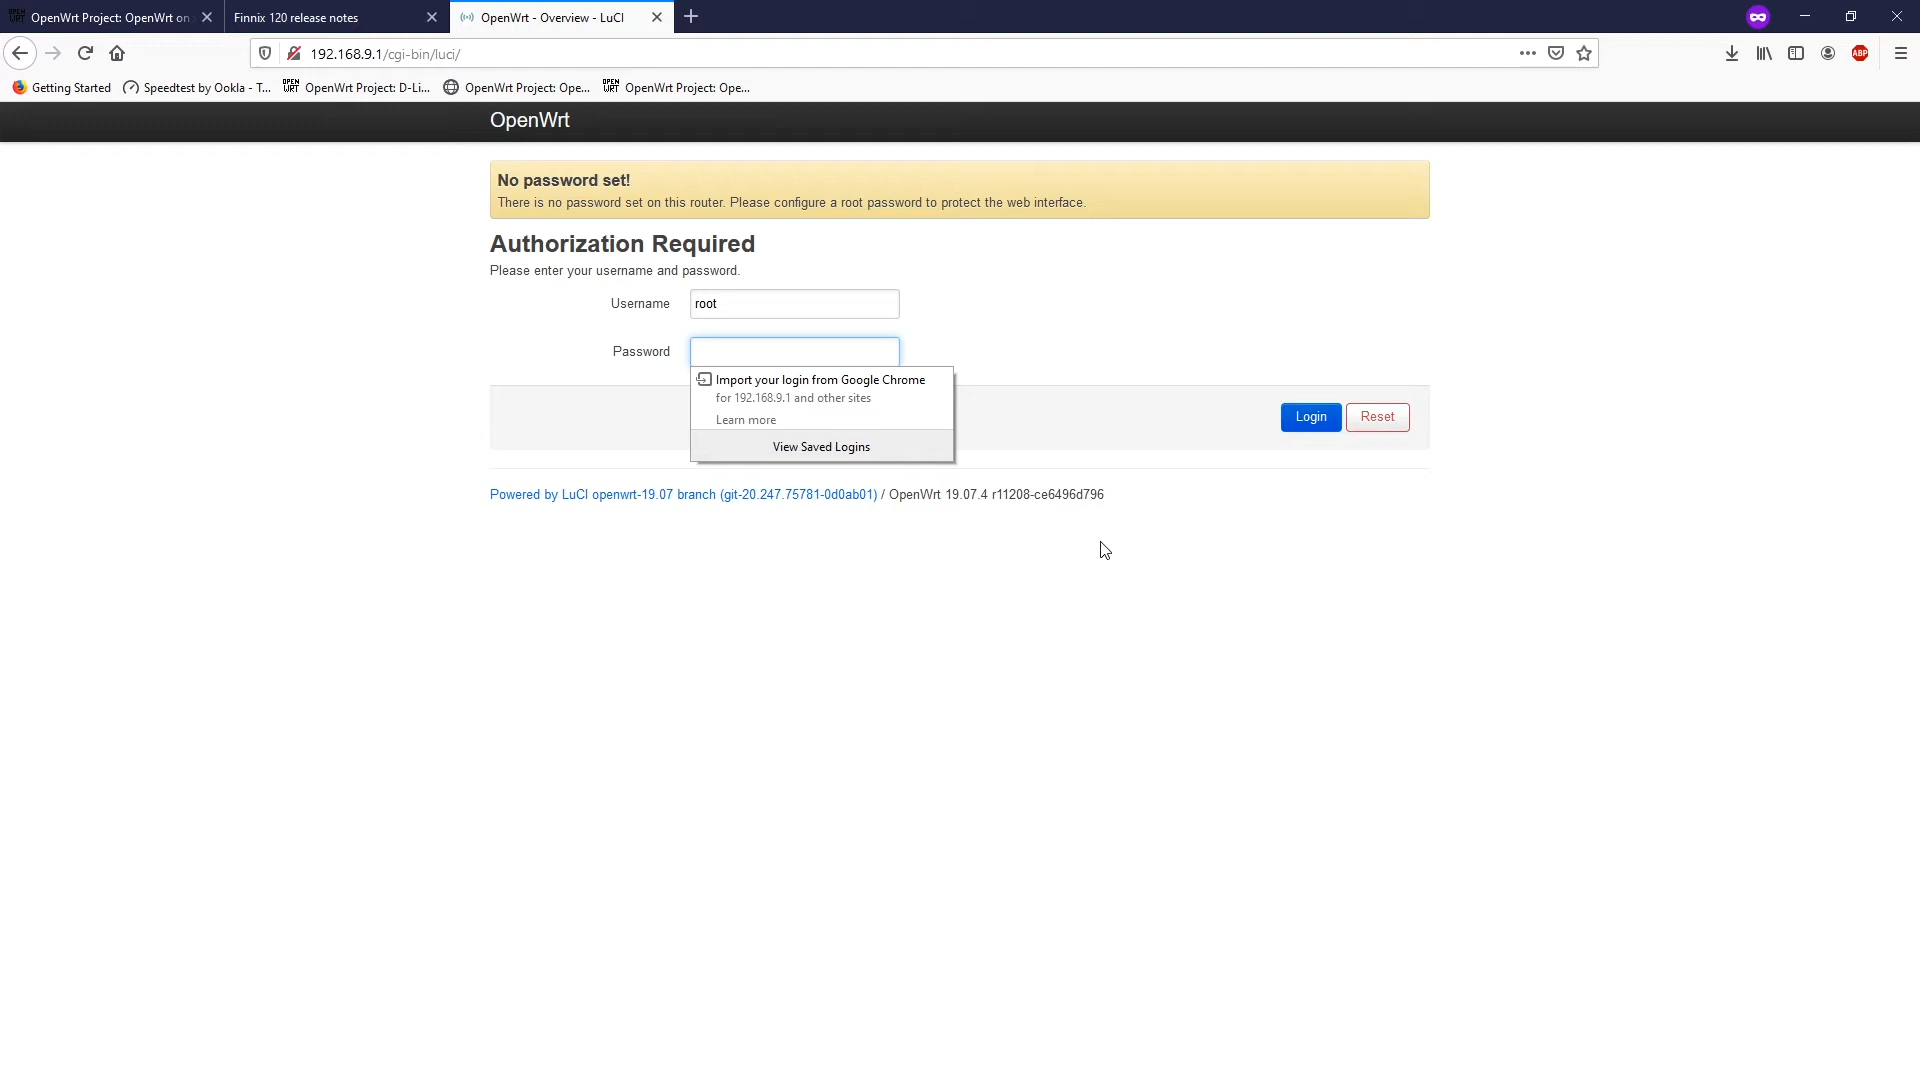 OpenWrt Project: OpenWrt on
Finnix 120 release notes
OpenWrt - Overview - LuCI
192.168.9.1/cgi-bin/luci/
ABP
Getting Started
Speedtest by Ookla - T...
OPEN WRT
OpenWrt Project: D-Li...
OpenWrt Project: Ope...
OPEN WRT
OpenWrt Project: Ope...
OpenWrt
No password set!
There is no password set on this router. Please configure a root password to protect the web interface.
Authorization Required
Please enter your username and password.
Username
root
Password
Import your login from Google Chrome
for 192.168.9.1 and other sites
Learn more
View Saved Logins
Login
Reset
Powered by LuCI openwrt-19.07 branch (git-20.247.75781-0d0ab01) / OpenWrt 19.07.4 r11208-ce6496d796